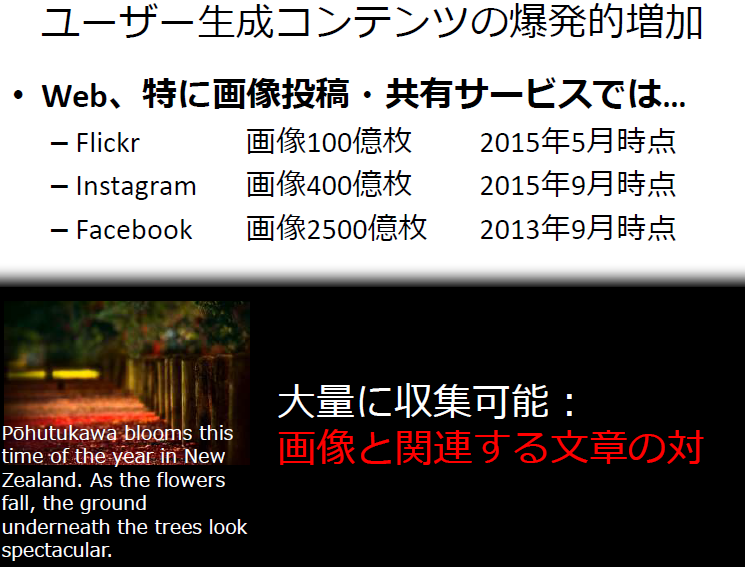 ユーザー生成コンテンツの爆発的増加
• Web、特に画像投稿・共有サービスでは…
– Flickr 画像100億枚 2015年5月時点
– Instagram 画像400億枚 2015年9月時点
– Facebook 画像2500億枚 2013年9月時点
Pōhutukawa blooms this
time of the year in New
Zealand. As the flowers
fall, the ground
underneath the trees look
spectacular.
大量に収集可能：
画像と関連する文章の対